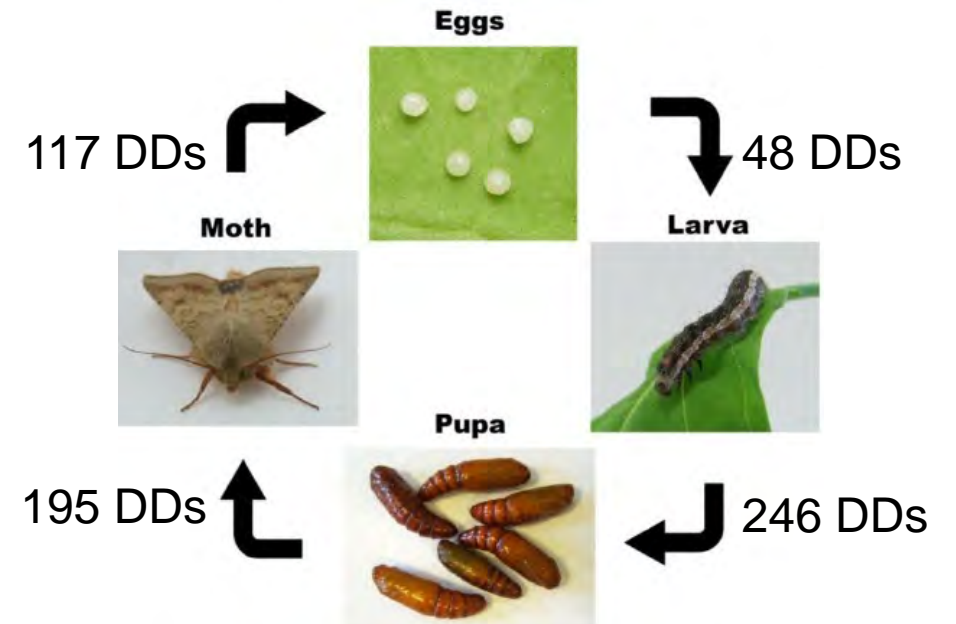 Eggs
117 DDs
48 DDs
Moth
Larva
Pupa
195 DDs
246 DDs